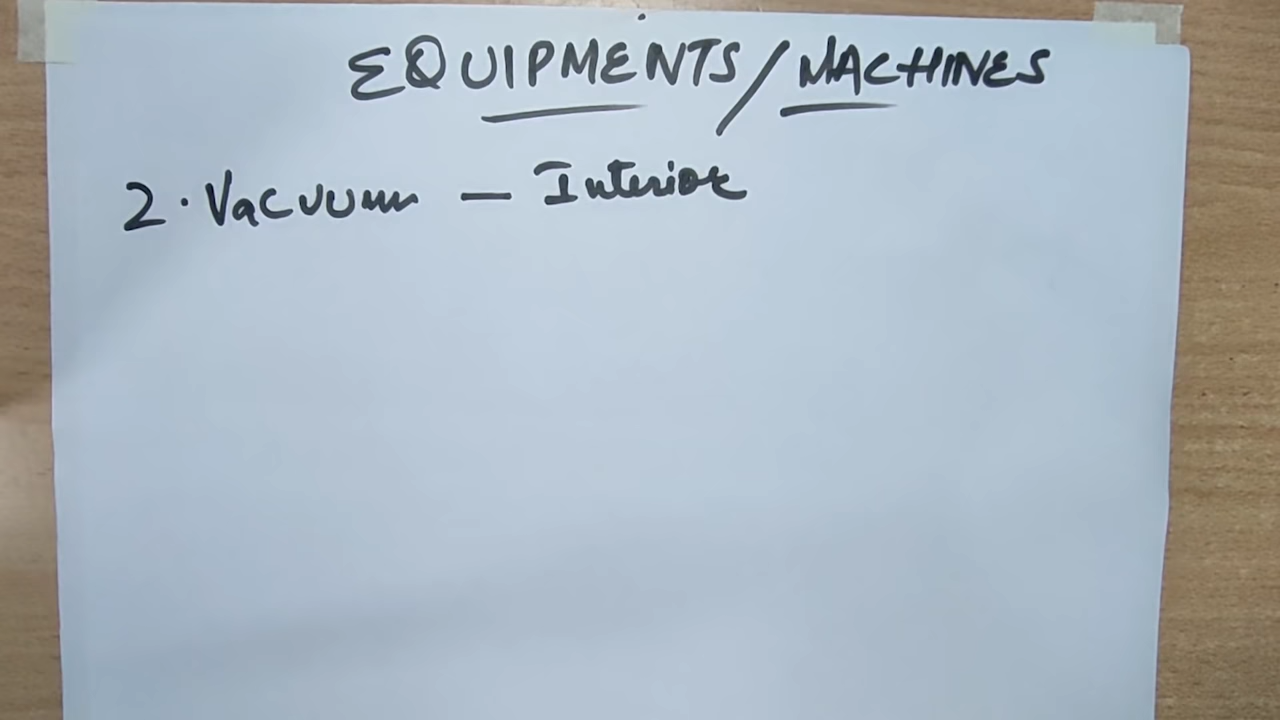 EQUIPMENTS/MACHINES
2. Vacuum — Interior